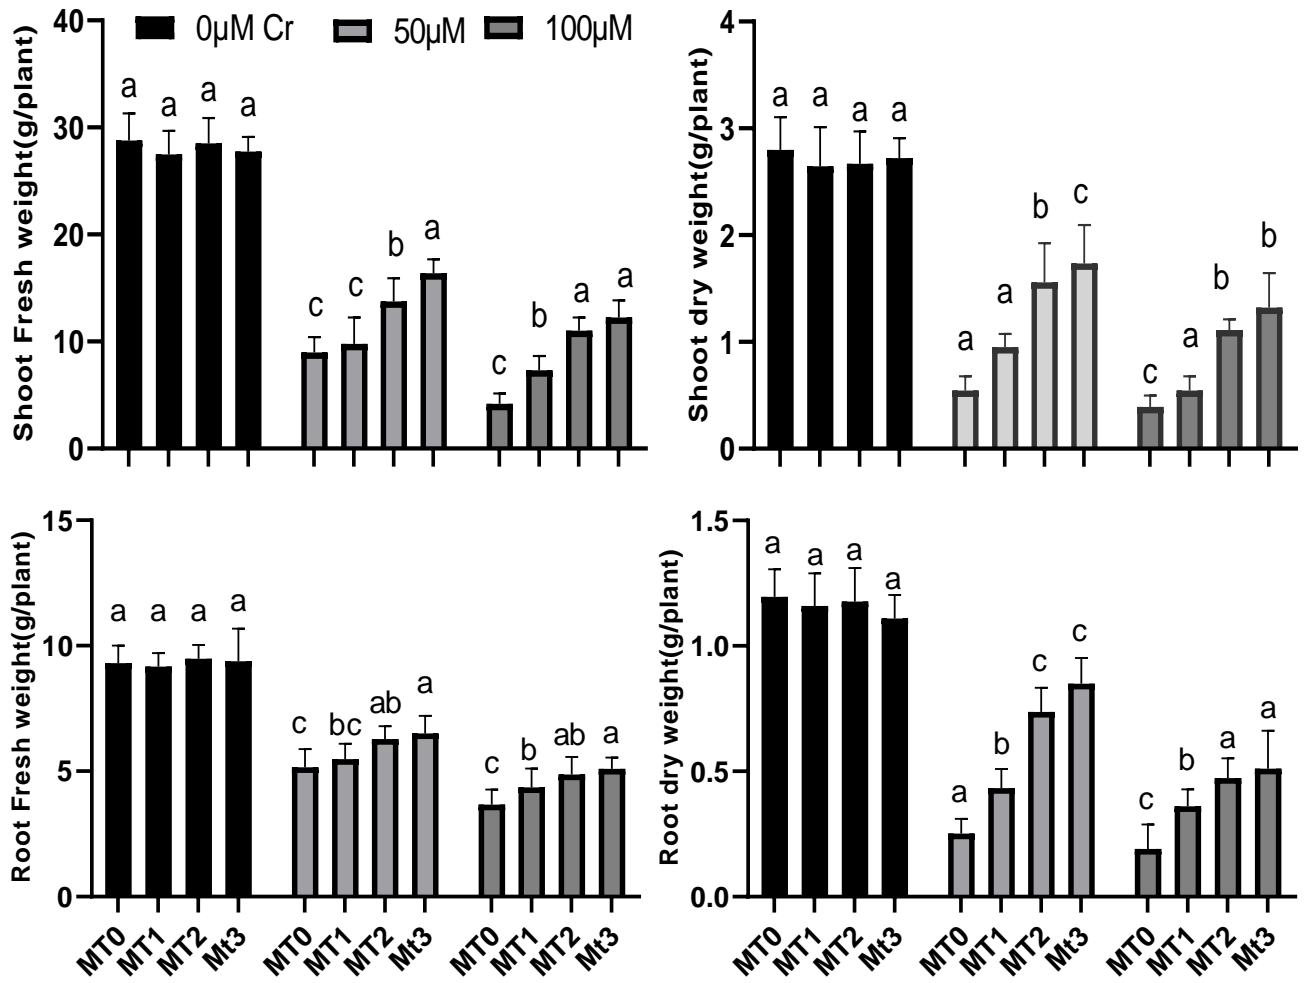 0µM Cr 50µM 100µM
Shoot Fresh weight(g/plant)
40
30
20
10
0
a a a a
c c b a
c b a a
Shoot dry weight(g/plant)
4
3
2
1
0
a a a a
a a b c
c a b b
Root Fresh weight(g/plant)
15
10
5
0
a a a a
c bc ab a
c b ab a
MT0 MT1 MT2 Mt3 MT0 MT1 MT2 Mt3 MT0 MT1 MT2 Mt3
Root dry weight(g/plant)
1.5
1.0
0.5
0.0
a a a a
a b c c
c b a a
MT0 MT1 MT2 Mt3 MT0 MT1 MT2 Mt3 MT0 MT1 MT2 Mt3